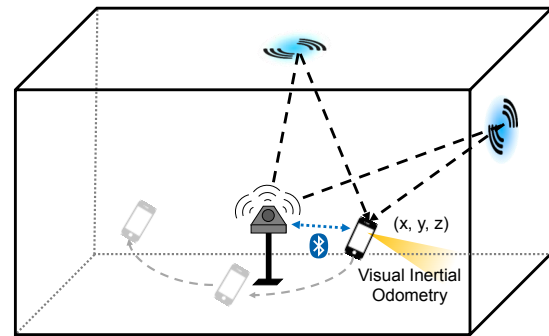 (x, y, z)
Visual Inertial
Odometry